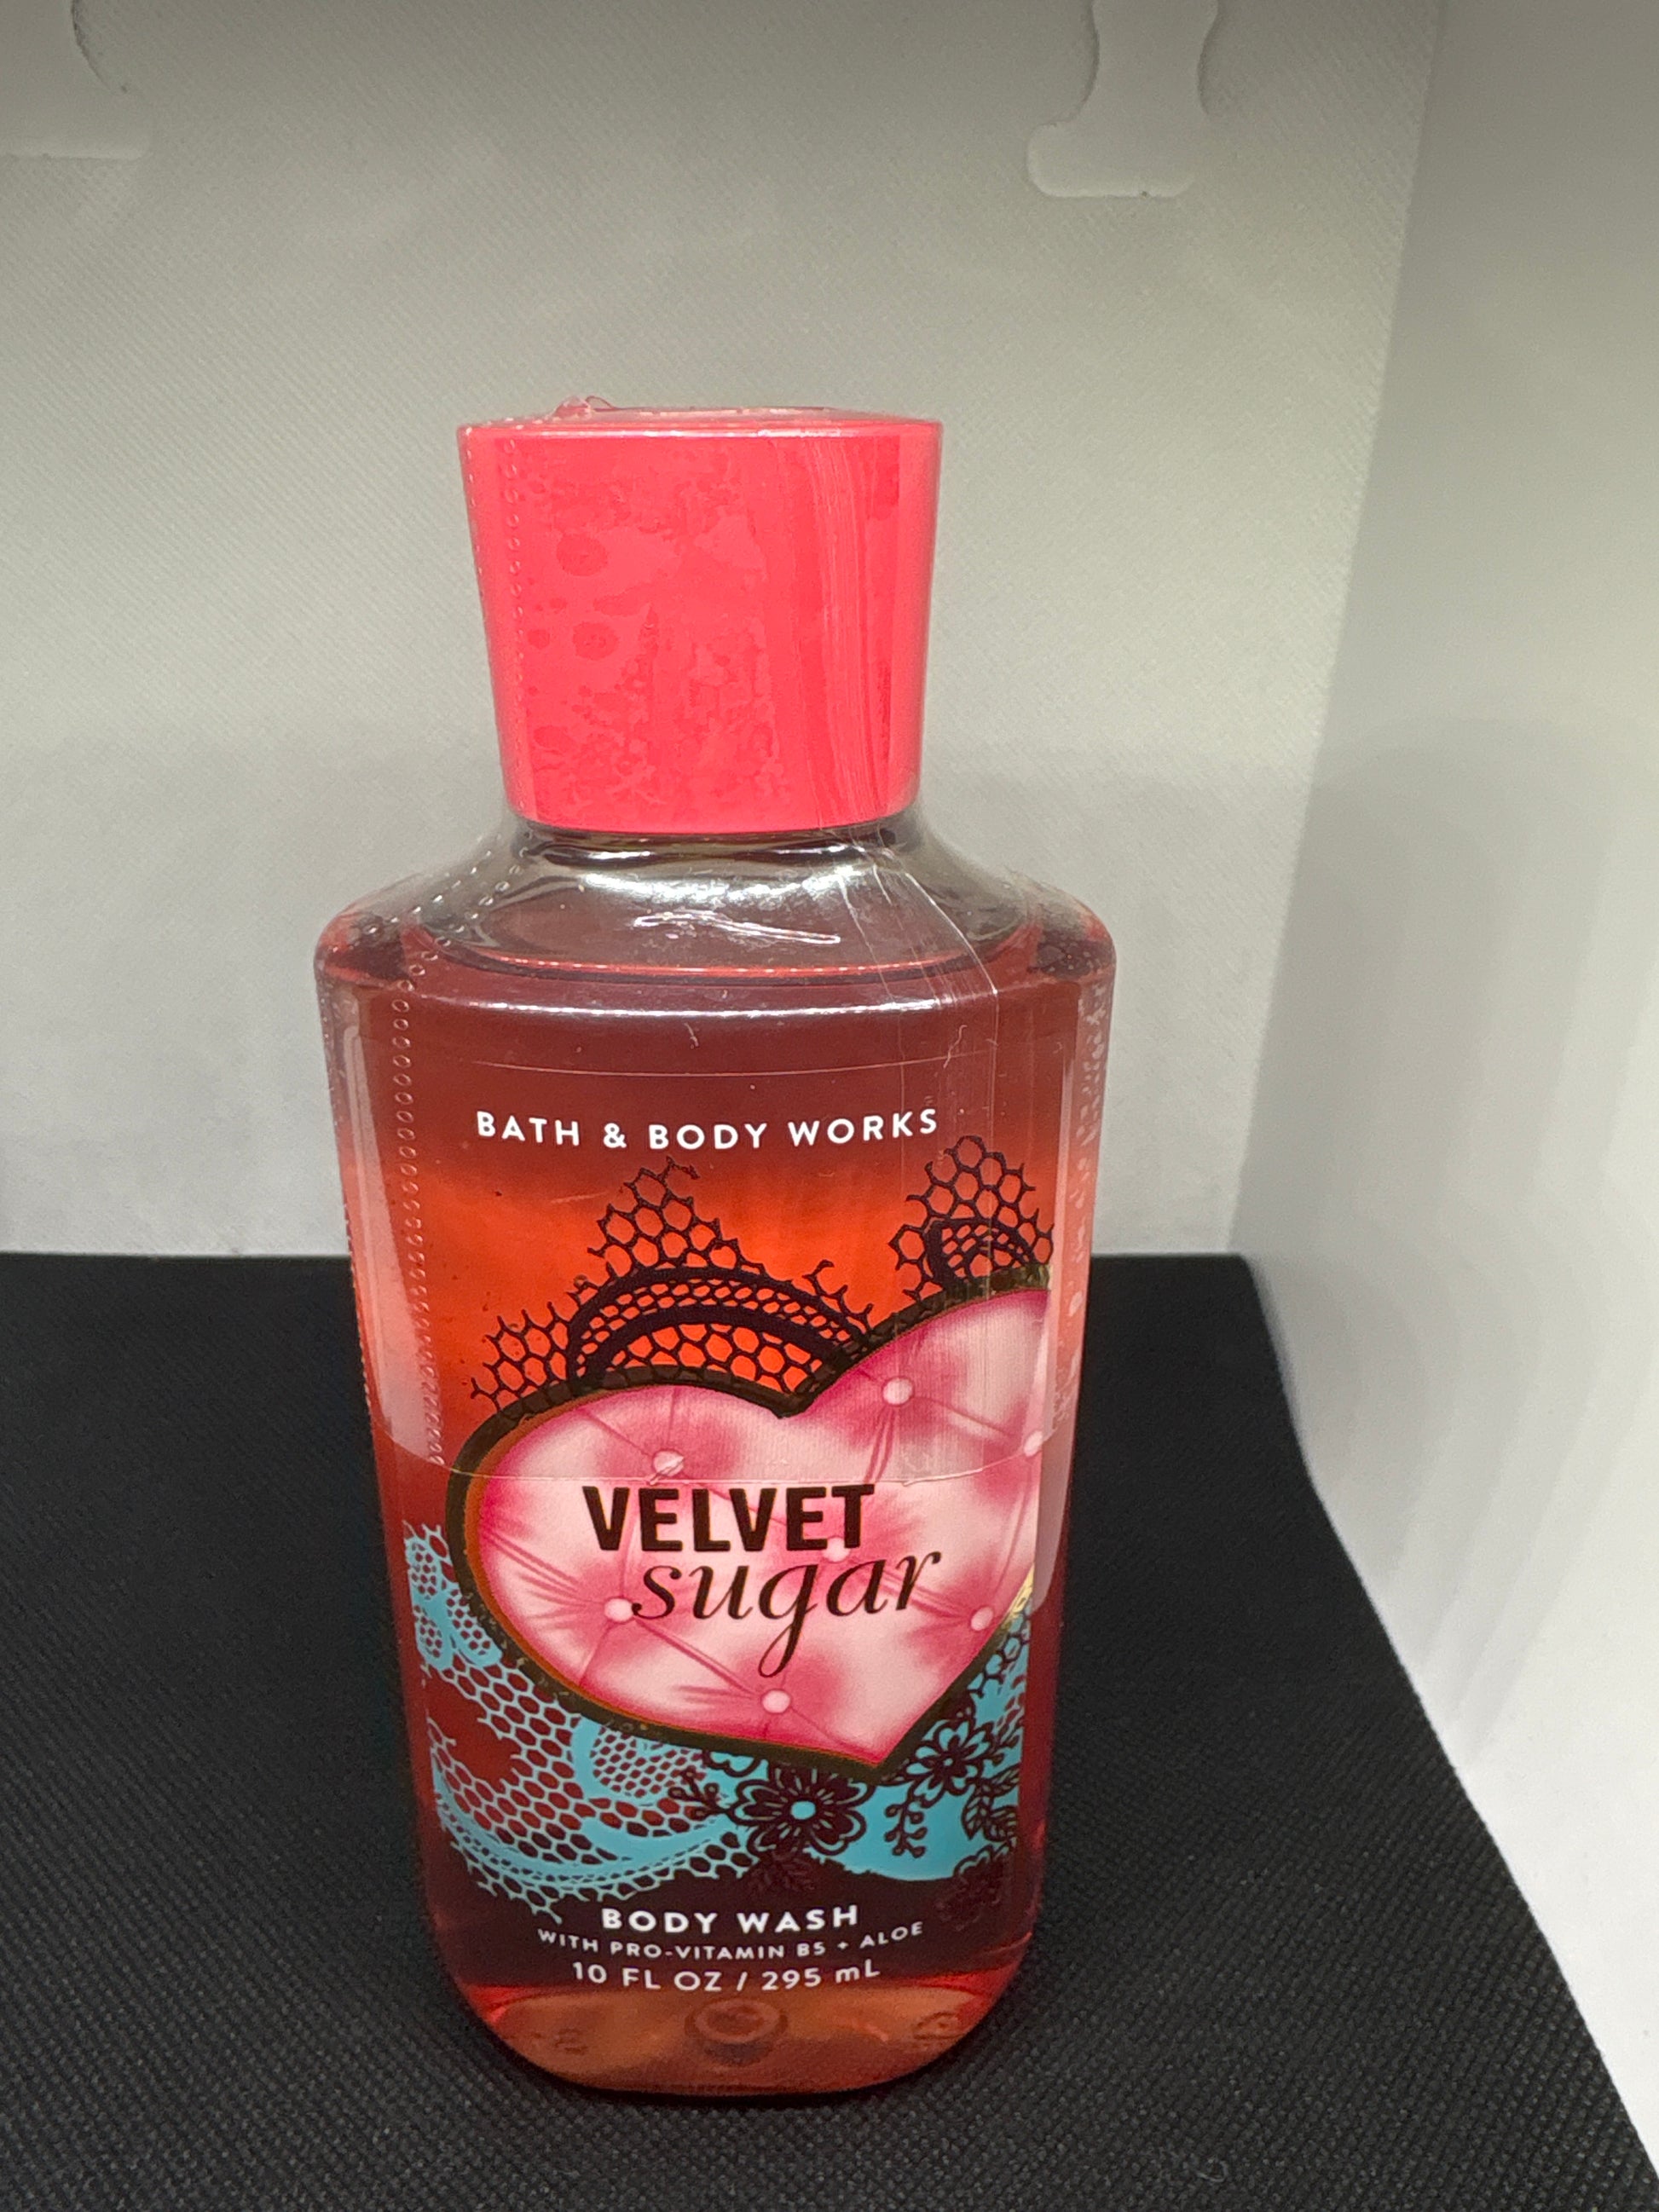 BATH & BODY WORKS
VELVET
sugar
BODY WASH
WITH PRO-VITAMIN B5 + ALOE
10 FL OZ / 295 mL